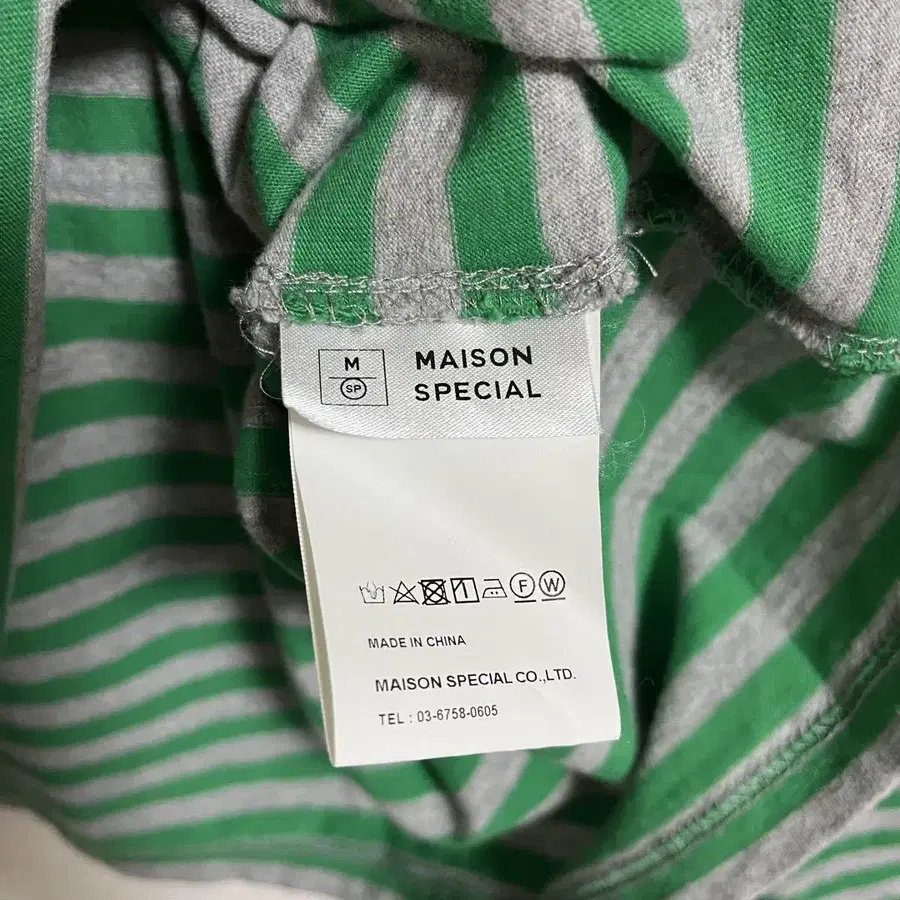 M
SP
MAISON
SPECIAL
F W
MADE IN CHINA
MAISON SPECIAL CO.,LTD.
TEL : 03-6758-0605